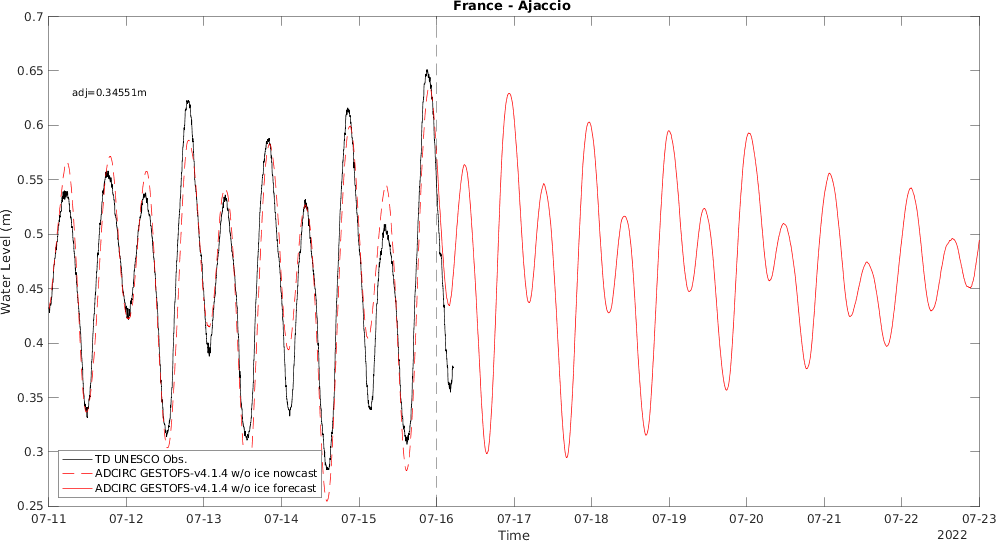 France - Ajaccio
0.7
0.65
0.6
0.55
0.5
0.45
0.4
0.35
0.3
0.25
Water Level (m)
adj=0.34551m
TD UNESCO Obs.
ADCIRC GESTOFS-v4.1.4 w/o ice nowcast
ADCIRC GESTOFS-v4.1.4 w/o ice forecast
07-11 07-12 07-13 07-14 07-15 07-16 07-17 07-18 07-19 07-20 07-21 07-22 07-23
Time
2022